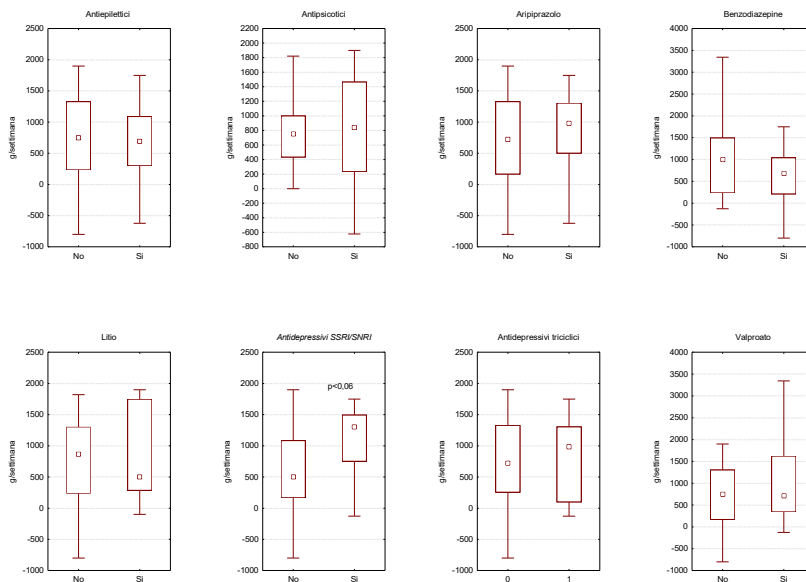 Antiepilettici
2500
2000
1500
1000
500
0
-500
-1000
g/settimana
No
Si
Antipsicotici
2200
2000
1800
1600
1400
1200
1000
800
600
400
200
0
-200
-400
-600
-800
g/settimana
No
Si
Aripiprazolo
2500
2000
1500
1000
500
0
-500
-1000
g/settimana
No
Si
Benzodiazepine
4000
3500
3000
2500
2000
1500
1000
500
0
-500
-1000
g/settimana
No
Si
Litio
2500
2000
1500
1000
500
0
-500
-1000
g/settimana
No
Si
Antidepressivi SSRI/SNRI
2500
2000
1500
1000
500
0
-500
-1000
g/settimana
p<0,06
No
Si
Antidepressivi triciclici
2500
2000
1500
1000
500
0
-500
-1000
g/settimana
0
1
Valproato
4000
3500
3000
2500
2000
1500
1000
500
0
-500
-1000
g/settimana
No
Si